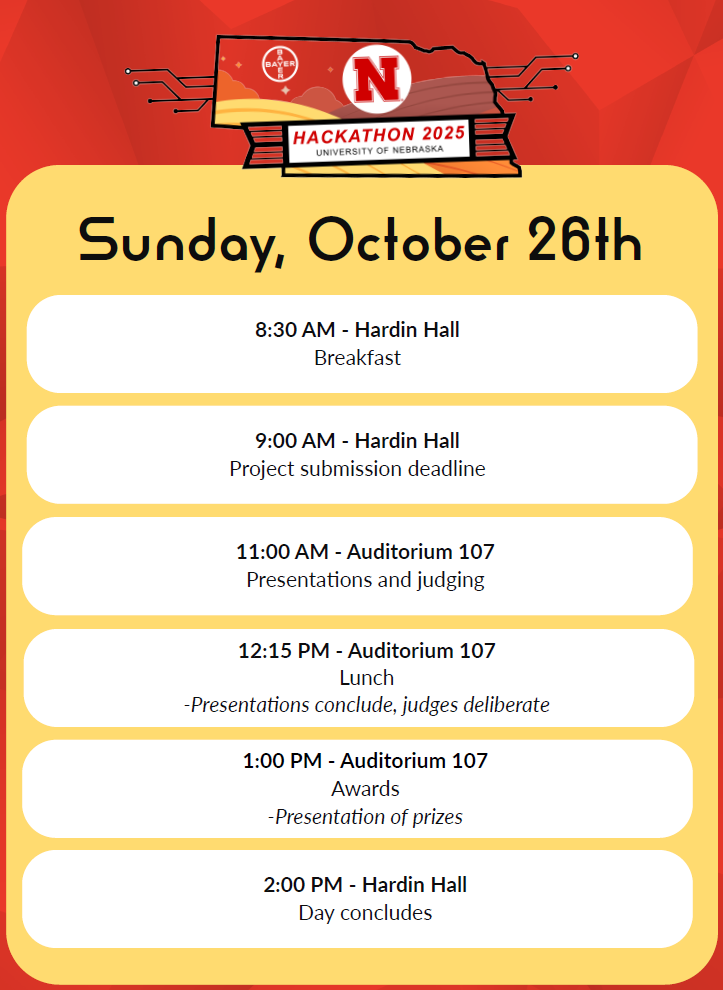 BAYER
BAYER
N
HACKATHON 2025
UNIVERSITY OF NEBRASKA
Sunday, October 26th
8:30 AM - Hardin Hall
Breakfast
9:00 AM - Hardin Hall
Project submission deadline
11:00 AM - Auditorium 107
Presentations and judging
12:15 PM - Auditorium 107
Lunch
-Presentations conclude, judges deliberate
1:00 PM - Auditorium 107
Awards
-Presentation of prizes
2:00 PM - Hardin Hall
Day concludes